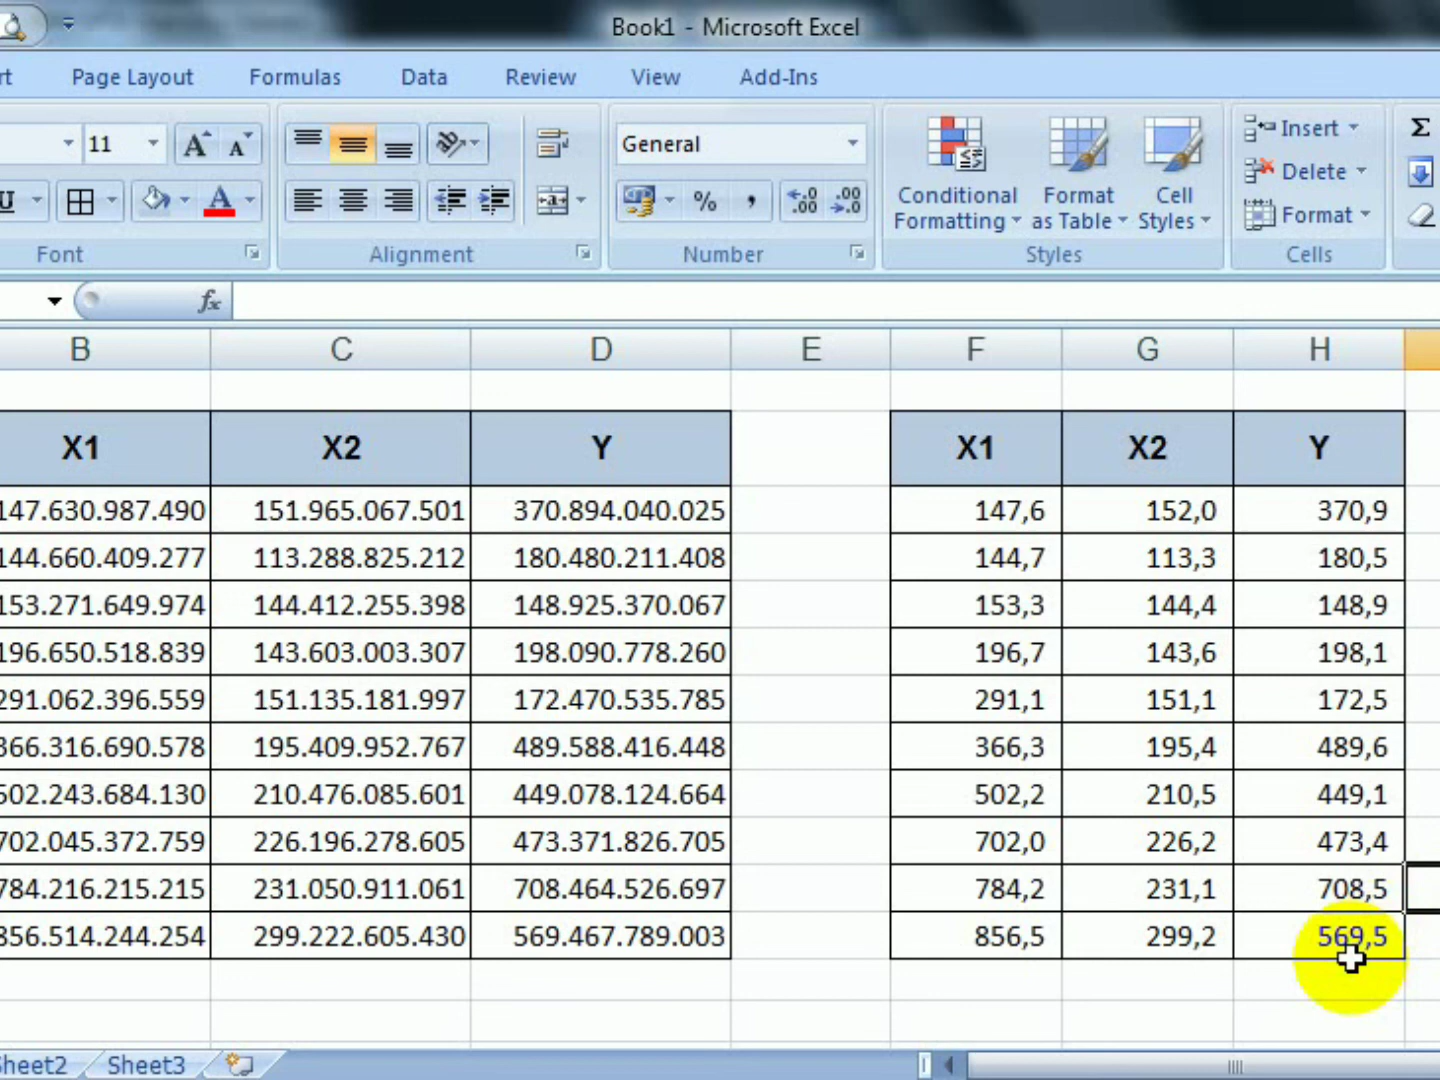 Book1 - Microsoft Excel
rt Page Layout Formulas Data Review View Add-Ins
11 A A General Insert
U A % , Conditional Formatting Format as Table Cell Styles Delete
Format
Font Alignment Number Styles Cells
fx
B C D E F G H
X1 X2 Y X1 X2 Y
147.630.987.490 151.965.067.501 370.894.040.025 147,6 152,0 370,9
144.660.409.277 113.288.825.212 180.480.211.408 144,7 113,3 180,5
153.271.649.974 144.412.255.398 148.925.370.067 153,3 144,4 148,9
196.650.518.839 143.603.003.307 198.090.778.260 196,7 143,6 198,1
291.062.396.559 151.135.181.997 172.470.535.785 291,1 151,1 172,5
366.316.690.578 195.409.952.767 489.588.416.448 366,3 195,4 489,6
502.243.684.130 210.476.085.601 449.078.124.664 502,2 210,5 449,1
702.045.372.759 226.196.278.605 473.371.826.705 702,0 226,2 473,4
784.216.215.215 231.050.911.061 708.464.526.697 784,2 231,1 708,5
856.514.244.254 299.222.605.430 569.467.789.003 856,5 299,2 569,5
Sheet2 Sheet3